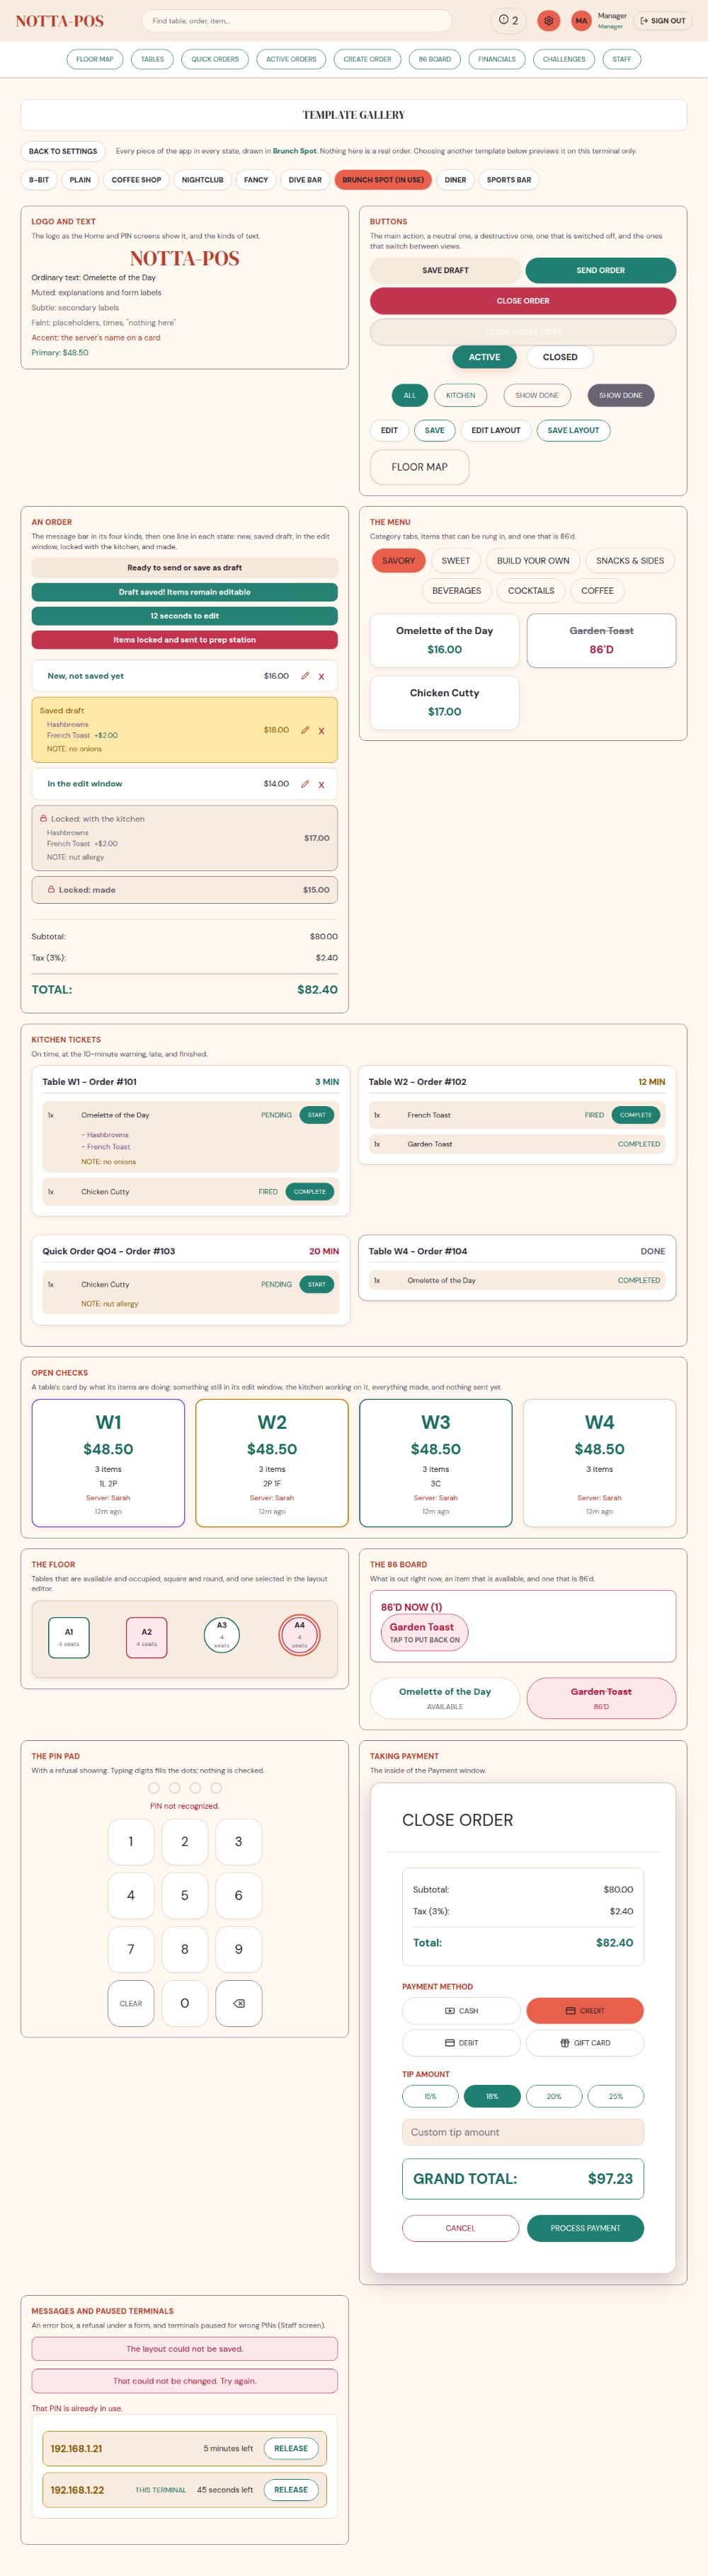 NOTTA-POS
Find table, order, item...
2
MA
Manager
Manager
SIGN OUT
FLOOR MAP
TABLES
QUICK ORDERS
ACTIVE ORDERS
CREATE ORDER
86 BOARD
FINANCIALS
CHALLENGES
STAFF
TEMPLATE GALLERY
BACK TO SETTINGS
Every piece of the app in every state, drawn in Brunch Spot. Nothing here is a real order. Choosing another template below previews it on this terminal only.
8-BIT
PLAIN
COFFEE SHOP
NIGHTCLUB
FANCY
DIVE BAR
BRUNCH SPOT (IN USE)
DINER
SPORTS BAR
LOGO AND TEXT
The logo as the Home and PIN screens show it, and the kinds of text.
NOTTA-POS
Ordinary text: Omelette of the Day
Muted: explanations and form labels
Subtle: secondary labels
Faint: placeholders, times, "nothing here"
Accent: the server's name on a card
Primary: $48.50
BUTTONS
The main action, a neutral one, a destructive one, one that is switched off, and the ones
that switch between views.
SAVE DRAFT
SEND ORDER
CLOSE ORDER
CLOSE ORDER (OFF)
ACTIVE
CLOSED
ALL
KITCHEN
SHOW DONE
SHOW DONE
EDIT
SAVE
EDIT LAYOUT
SAVE LAYOUT
FLOOR MAP
AN ORDER
The message bar in its four kinds, then one line in each state: new, saved draft, in the edit
window, locked with the kitchen, and made.
Ready to send or save as draft
Draft saved! Items remain editable
12 seconds to edit
Items locked and sent to prep station
New, not saved yet
$16.00
X
Saved draft
Hashbrowns
French Toast +$2.00
NOTE: no onions
$18.00
X
In the edit window
$14.00
X
Locked: with the kitchen
Hashbrowns
French Toast +$2.00
NOTE: nut allergy
$17.00
Locked: made
$15.00
Subtotal:
$80.00
Tax (3%):
$2.40
TOTAL:
$82.40
THE MENU
Category tabs, items that can be rung in, and one that is 86'd.
SAVORY
SWEET
BUILD YOUR OWN
SNACKS & SIDES
BEVERAGES
COCKTAILS
COFFEE
Omelette of the Day
$16.00
Garden Toast
86'D
Chicken Cutty
$17.00
KITCHEN TICKETS
On time, at the 10-minute warning, late, and finished.
Table W1 - Order #101
3 MIN
1x
Omelette of the Day
PENDING
START
- Hashbrowns
- French Toast
NOTE: no onions
1x
Chicken Cutty
FIRED
COMPLETE
Table W2 - Order #102
12 MIN
1x
French Toast
FIRED
COMPLETE
1x
Garden Toast
COMPLETED
Quick Order QO4 - Order #103
20 MIN
1x
Chicken Cutty
PENDING
START
NOTE: nut allergy
Table W4 - Order #104
DONE
1x
Omelette of the Day
COMPLETED
OPEN CHECKS
A table's card by what its items are doing: something still in its edit window, the kitchen working on it, everything made, and nothing sent yet.
W1
$48.50
3 items
1L 2P
Server: Sarah
12m ago
W2
$48.50
3 items
2P 1F
Server: Sarah
12m ago
W3
$48.50
3 items
3C
Server: Sarah
12m ago
W4
$48.50
3 items
Server: Sarah
12m ago
THE FLOOR
Tables that are available and occupied, square and round, and one selected in the layout
editor.
A1
4 seats
A2
4 seats
A3
4
seats
A4
4
seats
THE 86 BOARD
What is out right now, an item that is available, and one that is 86'd.
86'D NOW (1)
Garden Toast
TAP TO PUT BACK ON
Omelette of the Day
AVAILABLE
Garden Toast
86'D
THE PIN PAD
With a refusal showing. Typing digits fills the dots; nothing is checked.
PIN not recognized.
1
2
3
4
5
6
7
8
9
CLEAR
0
TAKING PAYMENT
The inside of the Payment window.
CLOSE ORDER
Subtotal:
$80.00
Tax (3%):
$2.40
Total:
$82.40
PAYMENT METHOD
CASH
CREDIT
DEBIT
GIFT CARD
TIP AMOUNT
15%
18%
20%
25%
Custom tip amount
GRAND TOTAL:
$97.23
CANCEL
PROCESS PAYMENT
MESSAGES AND PAUSED TERMINALS
An error box, a refusal under a form, and terminals paused for wrong PINs (Staff screen).
The layout could not be saved.
That could not be changed. Try again.
That PIN is already in use.
192.168.1.21
5 minutes left
RELEASE
192.168.1.22
THIS TERMINAL
45 seconds left
RELEASE